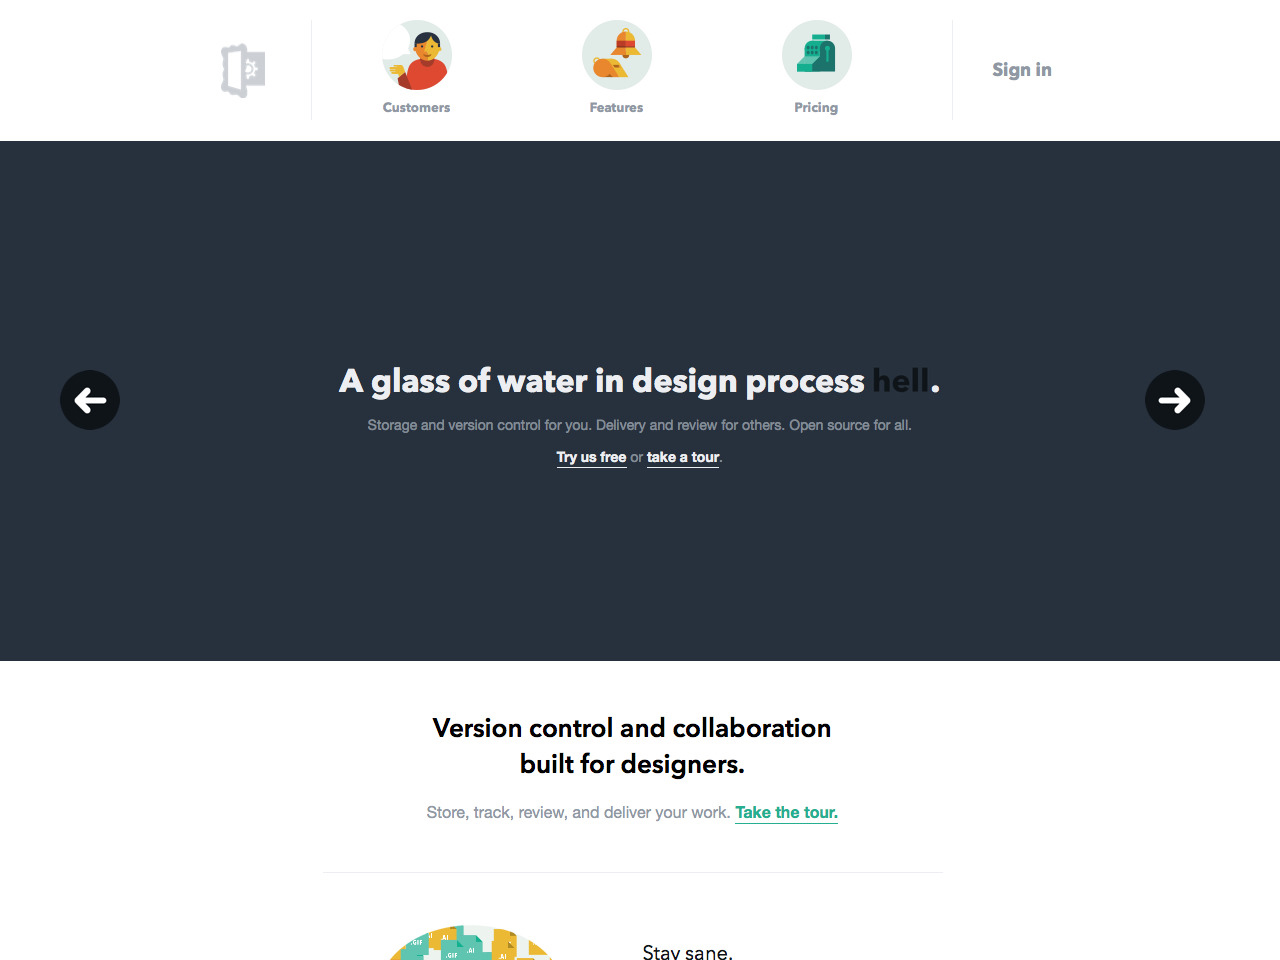 Customers
Features
Pricing
Sign in
A glass of water in design process hell.
Storage and version control for you. Delivery and review for others. Open source for all.
Try us free or take a tour.
Version control and collaboration
built for designers.
Store, track, review, and deliver your work. Take the tour.
.GIF
.AI
.AI
.GIF
.AI
Stay sane.